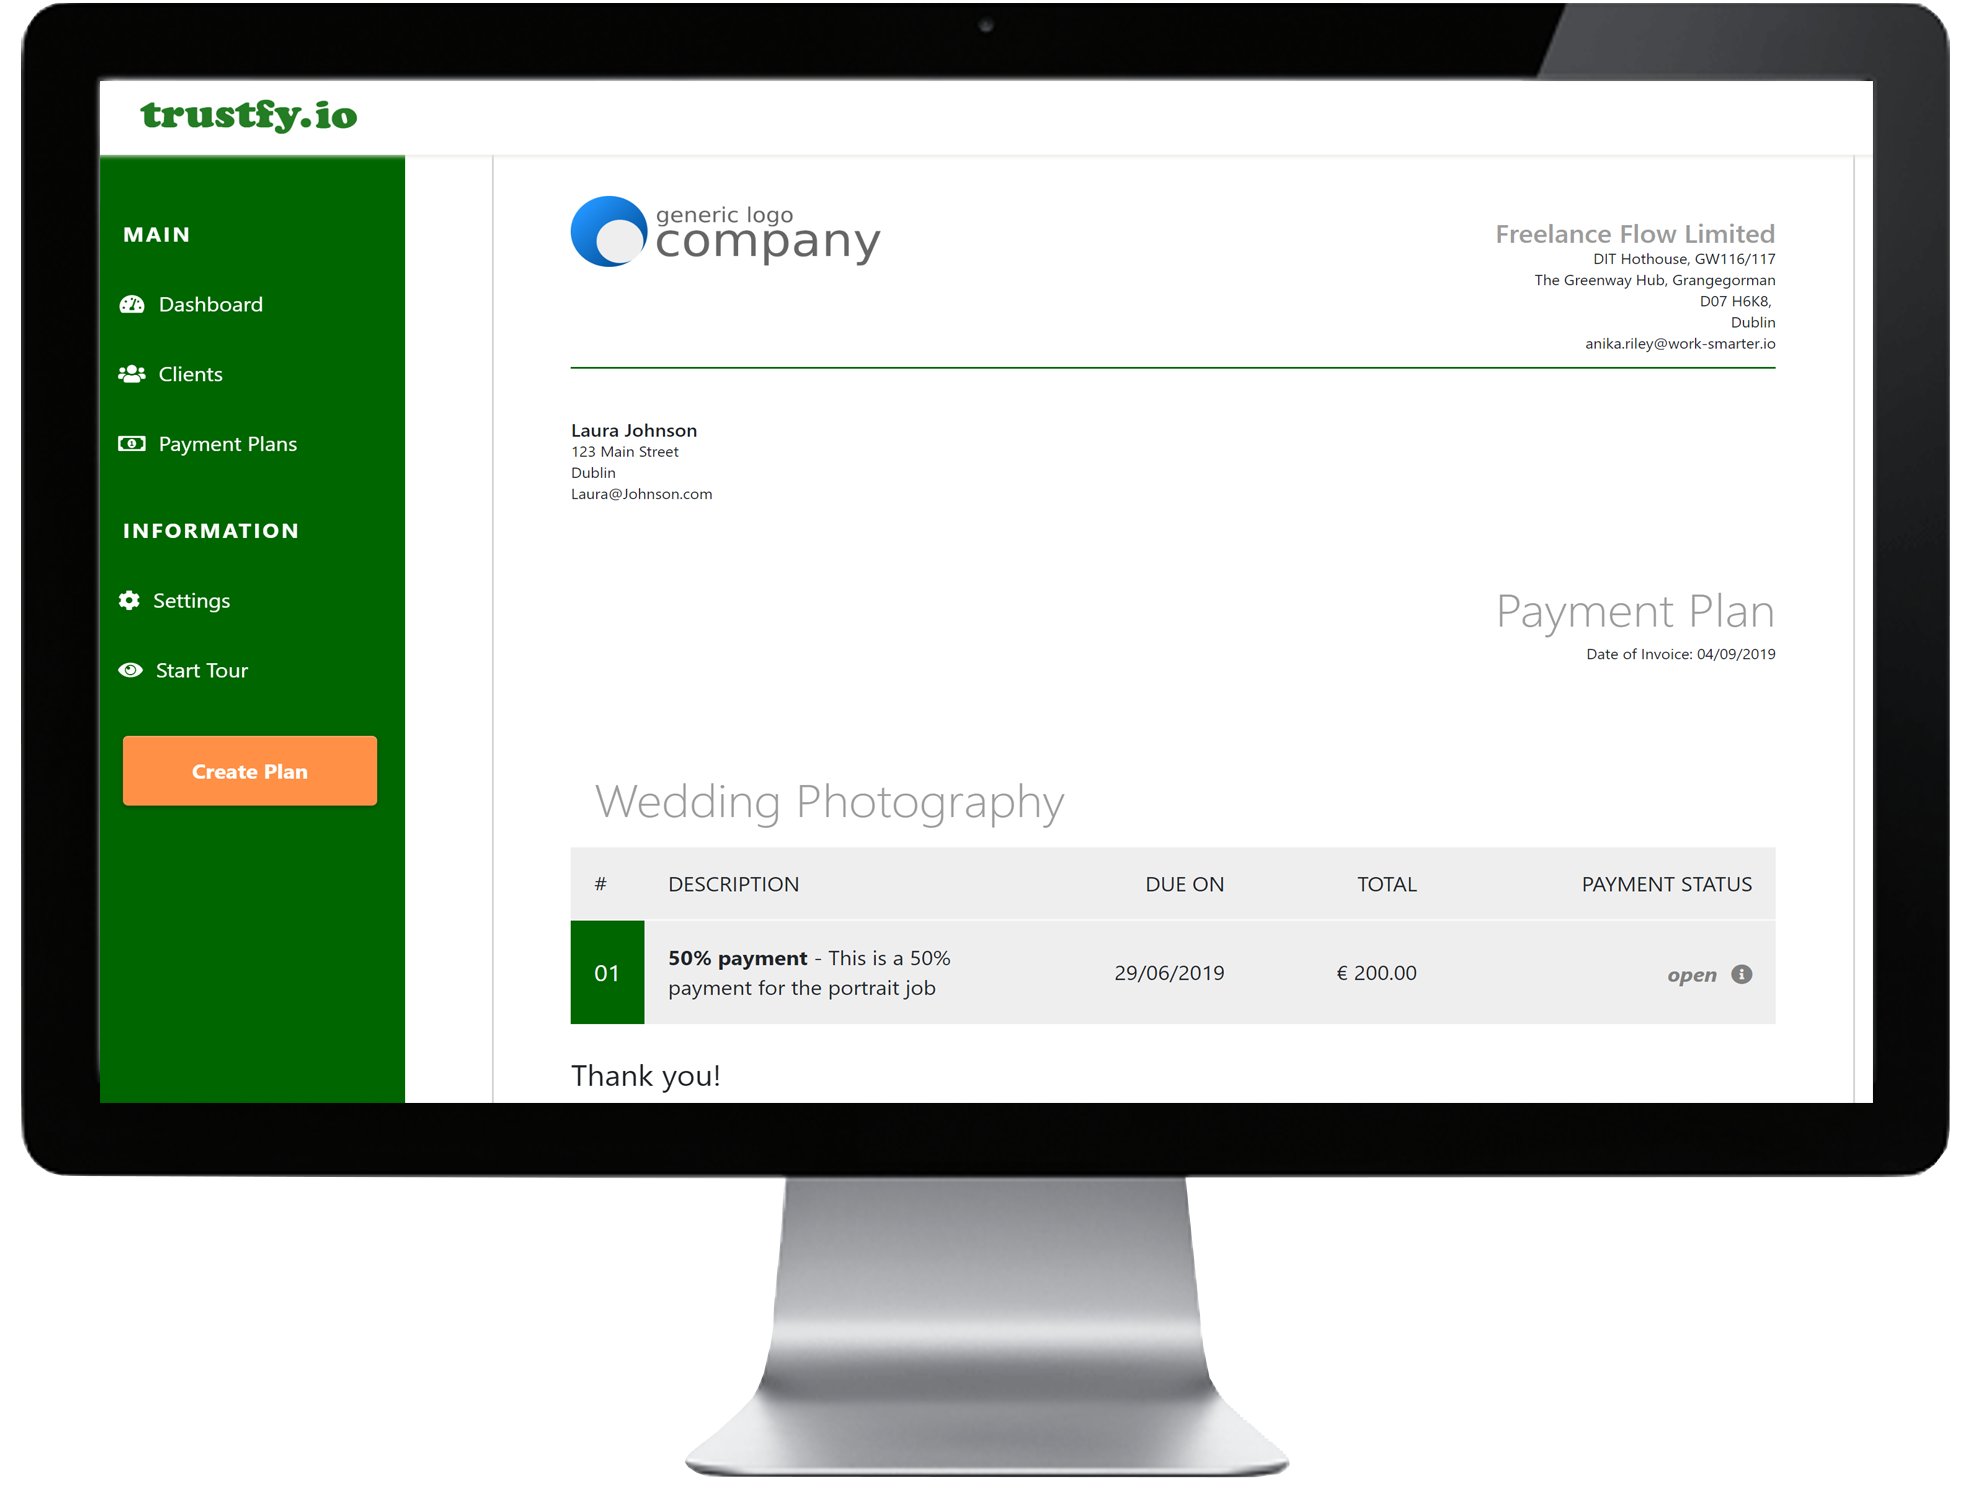 trustfy.io
MAIN
Dashboard
Clients
Payment Plans
INFORMATION
Settings
Start Tour
Create Plan
generic logo
company
Freelance Flow Limited
DIT Hothouse, GW116/117
The Greenway Hub, Grangegorman
D07 H6K8,
Dublin
anika.riley@work-smarter.io
Laura Johnson
123 Main Street
Dublin
Laura@Johnson.com
Payment Plan
Date of Invoice: 04/09/2019
Wedding Photography
# DESCRIPTION DUE ON TOTAL PAYMENT STATUS
01 50% payment - This is a 50% 29/06/2019 € 200.00 open
payment for the portrait job
Thank you!